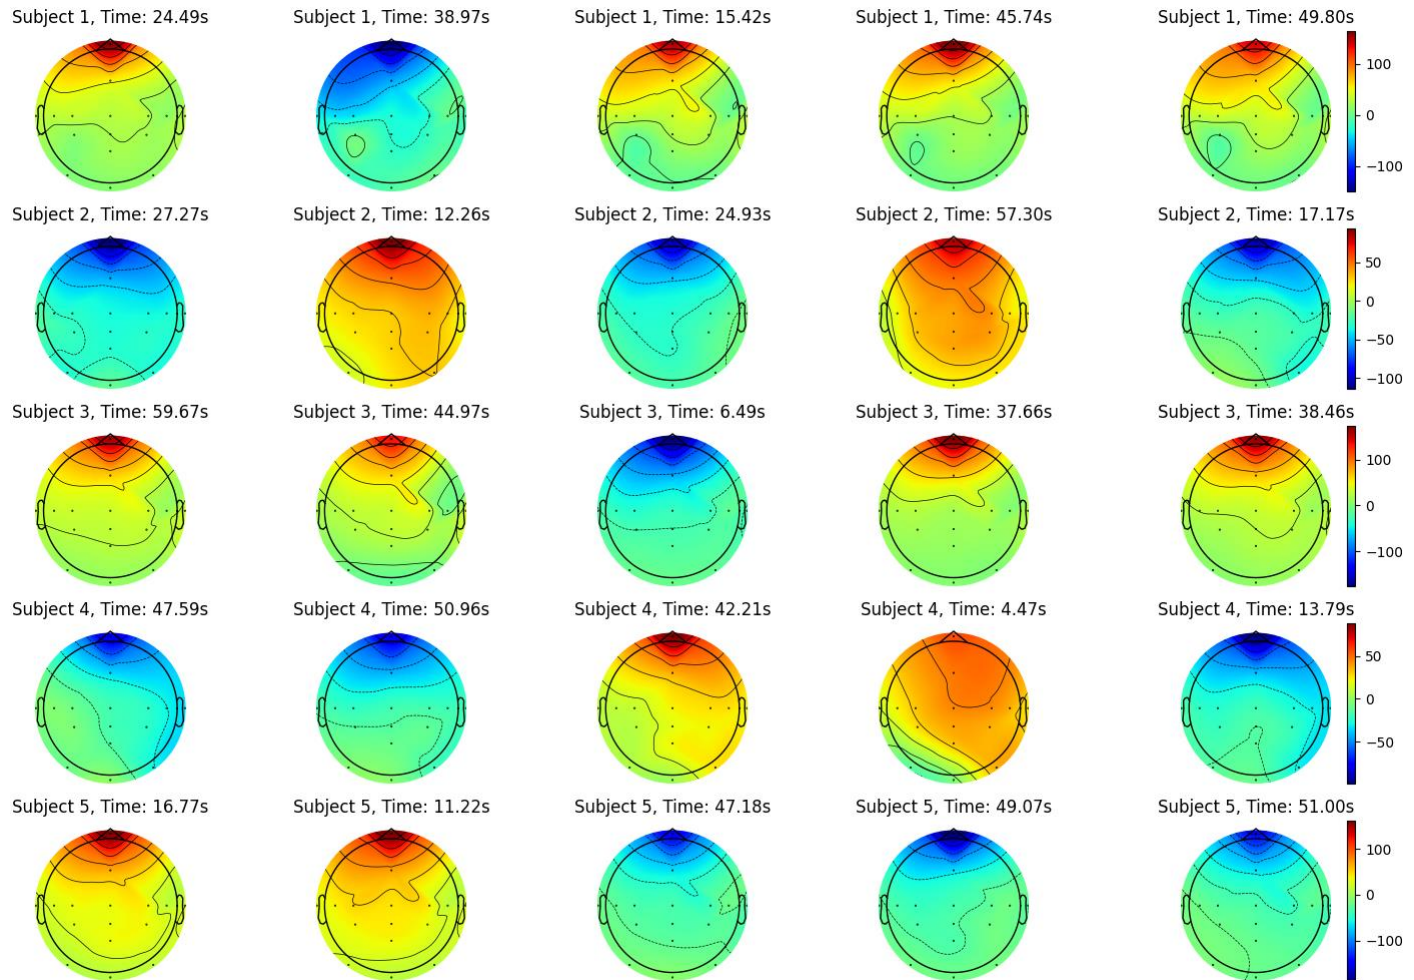 Subject 1, Time: 24.49s
Subject 1, Time: 38.97s
Subject 1, Time: 15.42s
Subject 1, Time: 45.74s
Subject 1, Time: 49.80s
100
0
−100
Subject 2, Time: 27.27s
Subject 2, Time: 12.26s
Subject 2, Time: 24.93s
Subject 2, Time: 57.30s
Subject 2, Time: 17.17s
50
0
−50
−100
Subject 3, Time: 59.67s
Subject 3, Time: 44.97s
Subject 3, Time: 6.49s
Subject 3, Time: 37.66s
Subject 3, Time: 38.46s
100
0
−100
Subject 4, Time: 47.59s
Subject 4, Time: 50.96s
Subject 4, Time: 42.21s
Subject 4, Time: 4.47s
Subject 4, Time: 13.79s
50
0
−50
Subject 5, Time: 16.77s
Subject 5, Time: 11.22s
Subject 5, Time: 47.18s
Subject 5, Time: 49.07s
Subject 5, Time: 51.00s
100
0
−100